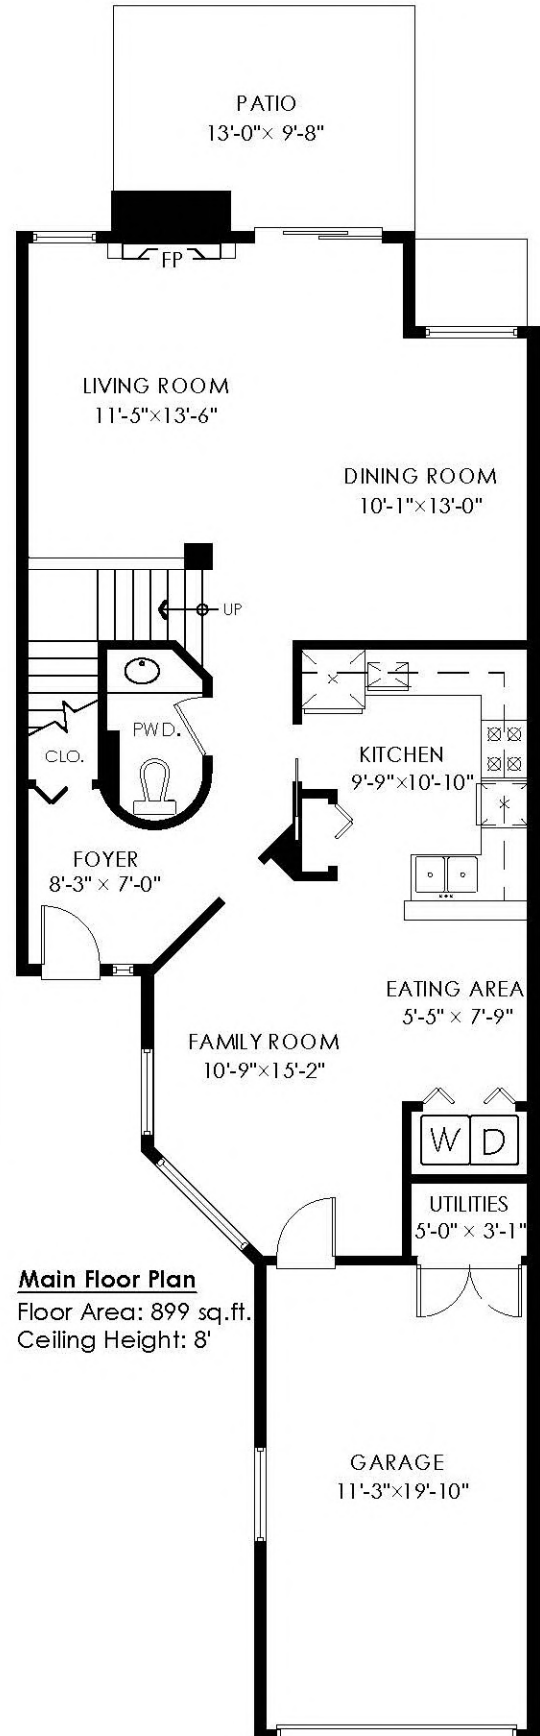 PATIO
13'-0"× 9'-8"
FP
LIVING ROOM
11'-5"×13'-6"
DINING ROOM
10'-1"×13'-0"
UP
PWD.
CLO.
KITCHEN
9'-9"×10'-10"
FOYER
8'-3" × 7'-0"
EATING AREA
5'-5" × 7'-9"
FAMILY ROOM
10'-9"×15'-2"
W D
UTILITIES
5'-0" × 3'-1"
Main Floor Plan
Floor Area: 899 sq.ft.
Ceiling Height: 8'
GARAGE
11'-3"×19'-10"